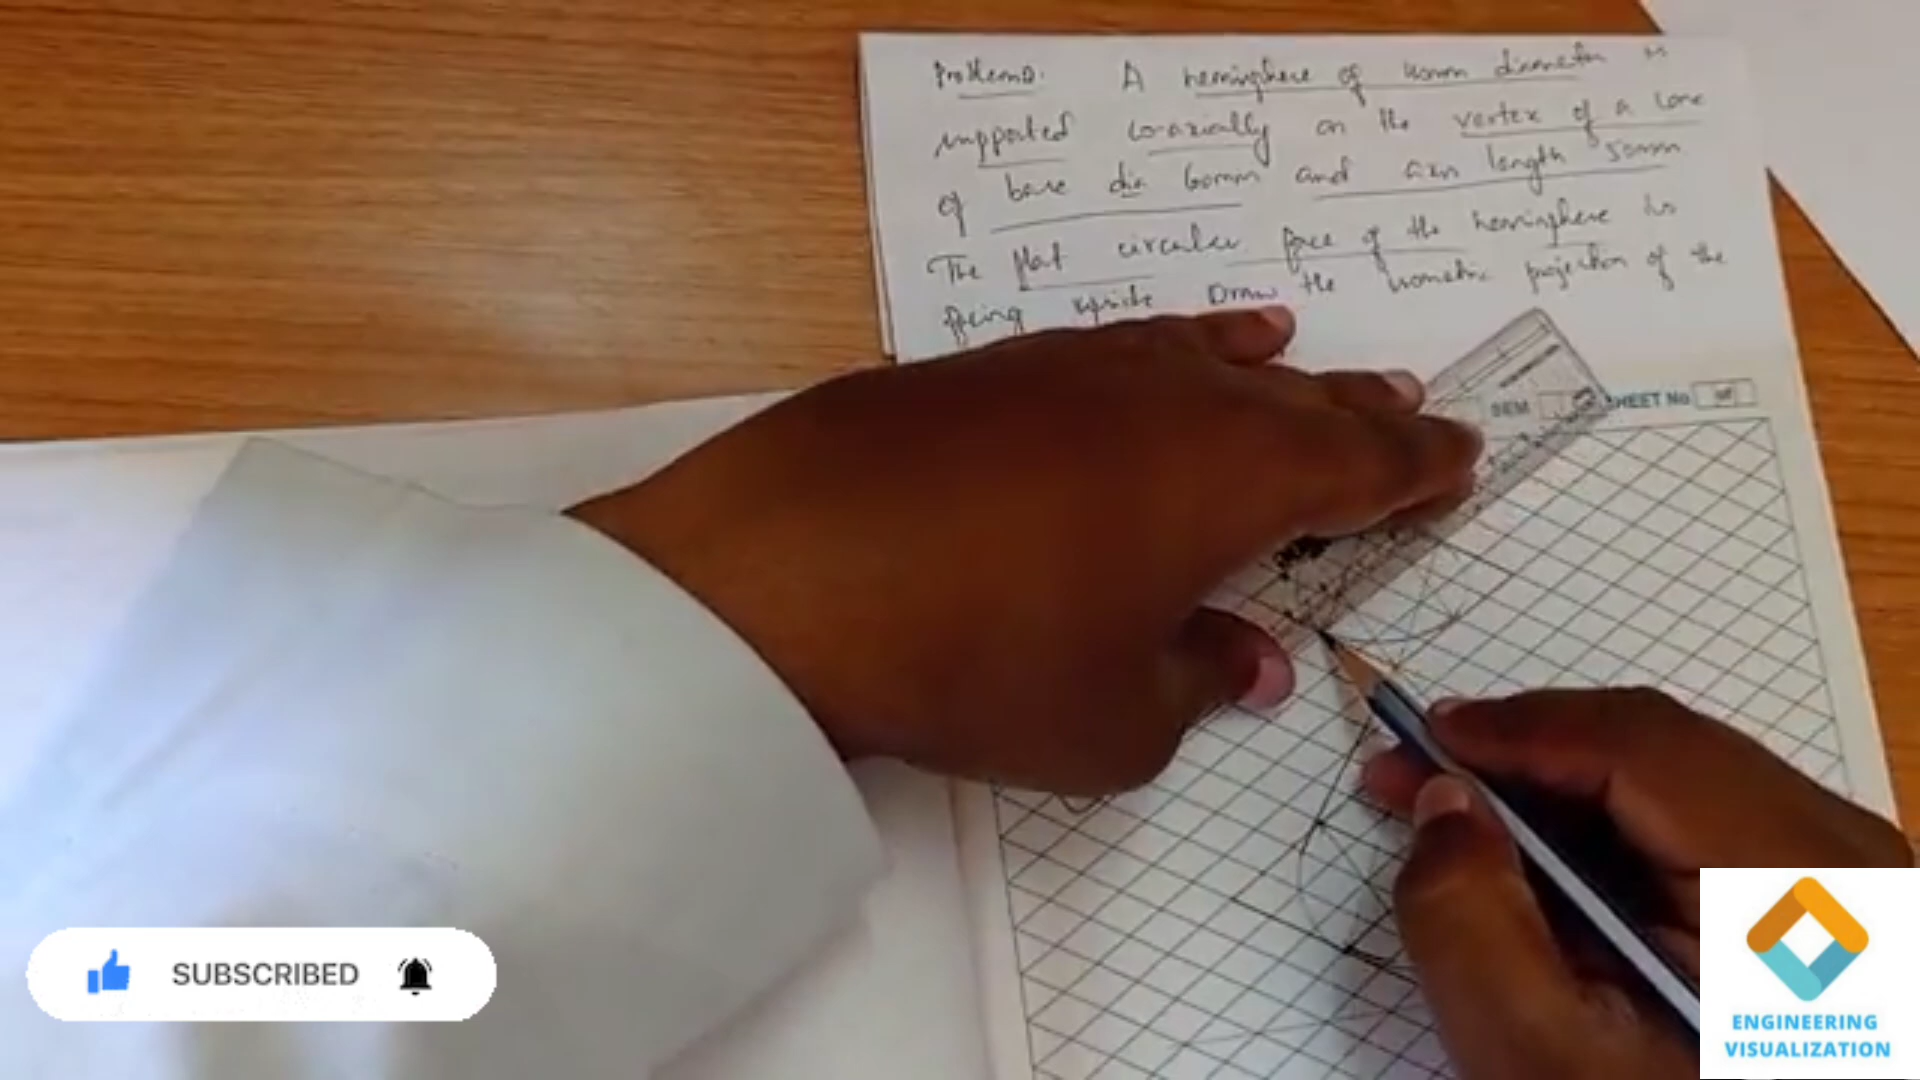 Problem. A hemisphere of 40mm diameter is
supported co-axially on the vertex of a cone
of base dia 60mm and axis length 50mm
The flat circular face of the hemisphere is
facing upside Draw the isometric projection of the
SEM SHEET No
SUBSCRIBED
ENGINEERING
VISUALIZATION